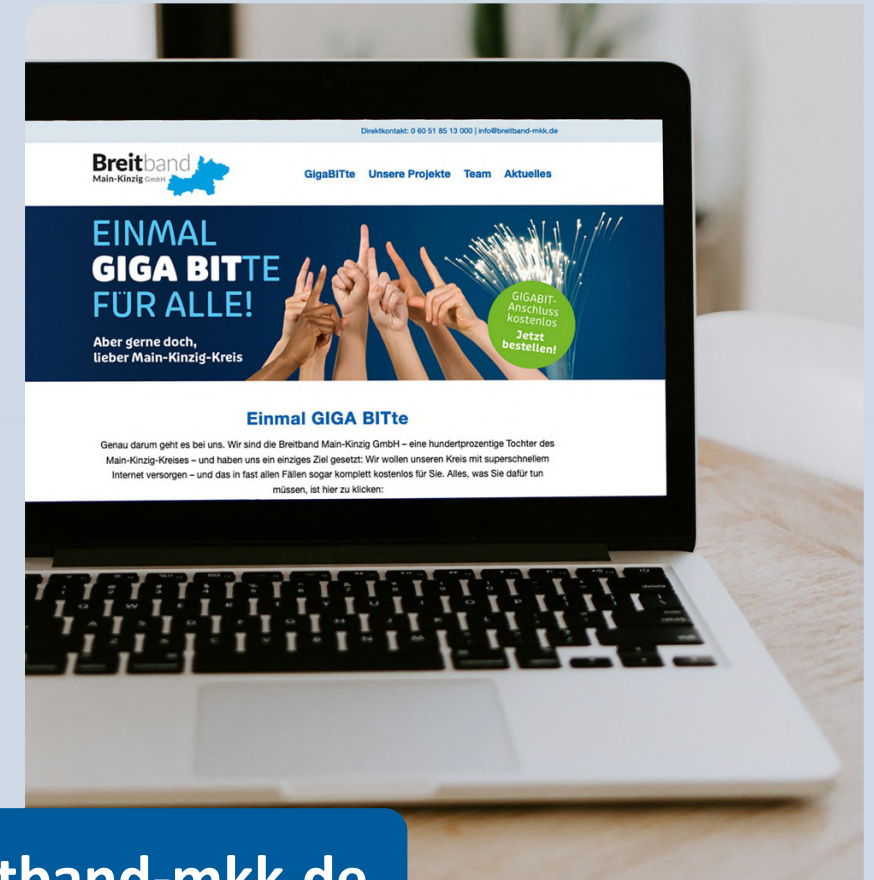 Direktkontakt: 0 60 51 85 13 000 | info@breitband-mkk.de
Breitband
Main-Kinzig GmbH
GigaBITte Unsere Projekte Team Aktuelles
EINMAL
GIGA BITTE
FÜR ALLE!
Aber gerne doch,
lieber Main-Kinzig-Kreis
GIGABIT-
Anschluss
kostenlos
Jetzt
bestellen!
Einmal GIGA BITte
Genau darum geht es bei uns. Wir sind die Breitband Main-Kinzig GmbH – eine hundertprozentige Tochter des
Main-Kinzig-Kreises – und haben uns ein einziges Ziel gesetzt: Wir wollen unseren Kreis mit superschnellem
Internet versorgen – und das in fast allen Fällen sogar komplett kostenlos für Sie. Alles, was Sie dafür tun
müssen, ist hier zu klicken:
delete
itband-mkk.de